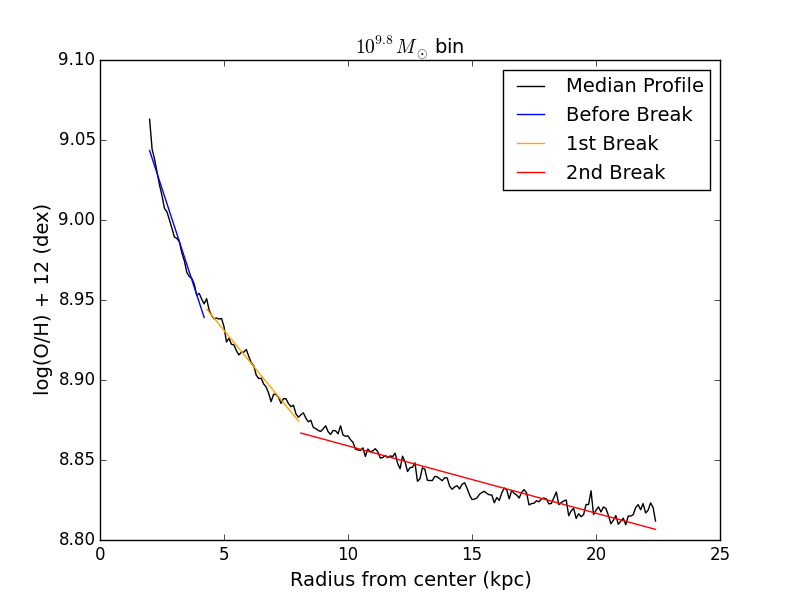 10^{9.8} M_⊙ bin
9.10
9.05
9.00
8.95
8.90
8.85
8.80
log(O/H) + 12 (dex)
Median Profile
Before Break
1st Break
2nd Break
0 5 10 15 20 25
Radius from center (kpc)